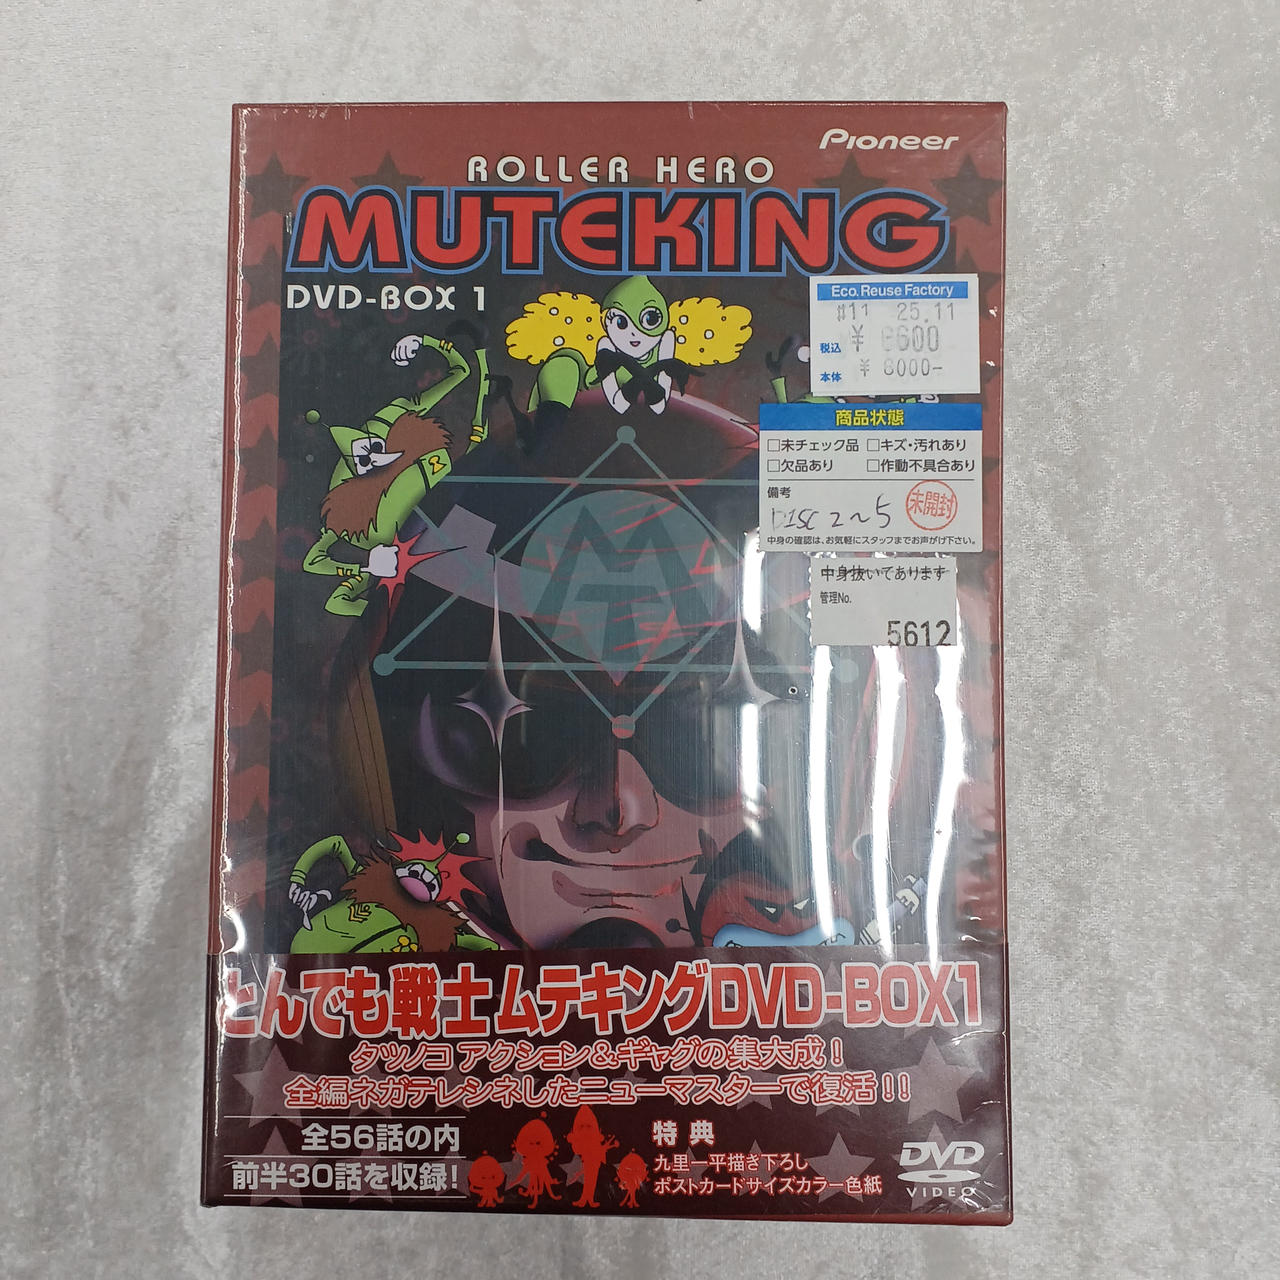 Pioneer
ROLLER HERO
MUTEKING
DVD-BOX 1
Eco.Reuse Factory
#11 25.11
税込 ¥ 6600
本体 ¥ 6000-
商品状態
□未チェック品 □キズ・汚れあり
□欠品あり □作動不具合あり
備考
DISC 2~5 未開封
中身の確認は、お気軽にスタッフまでお声がけ下さい。
中身抜いてあります
管理No.
5612
MT
とんでも戦士ムテキングDVD-BOX1
タツノコ アクション&ギャグの集大成!
全編ネガテレシネしたニューマスターで復活!!
全56話の内
前半30話を収録!
特典
九里一平描き下ろし
ポストカードサイズカラー色紙
DVD
VIDEO